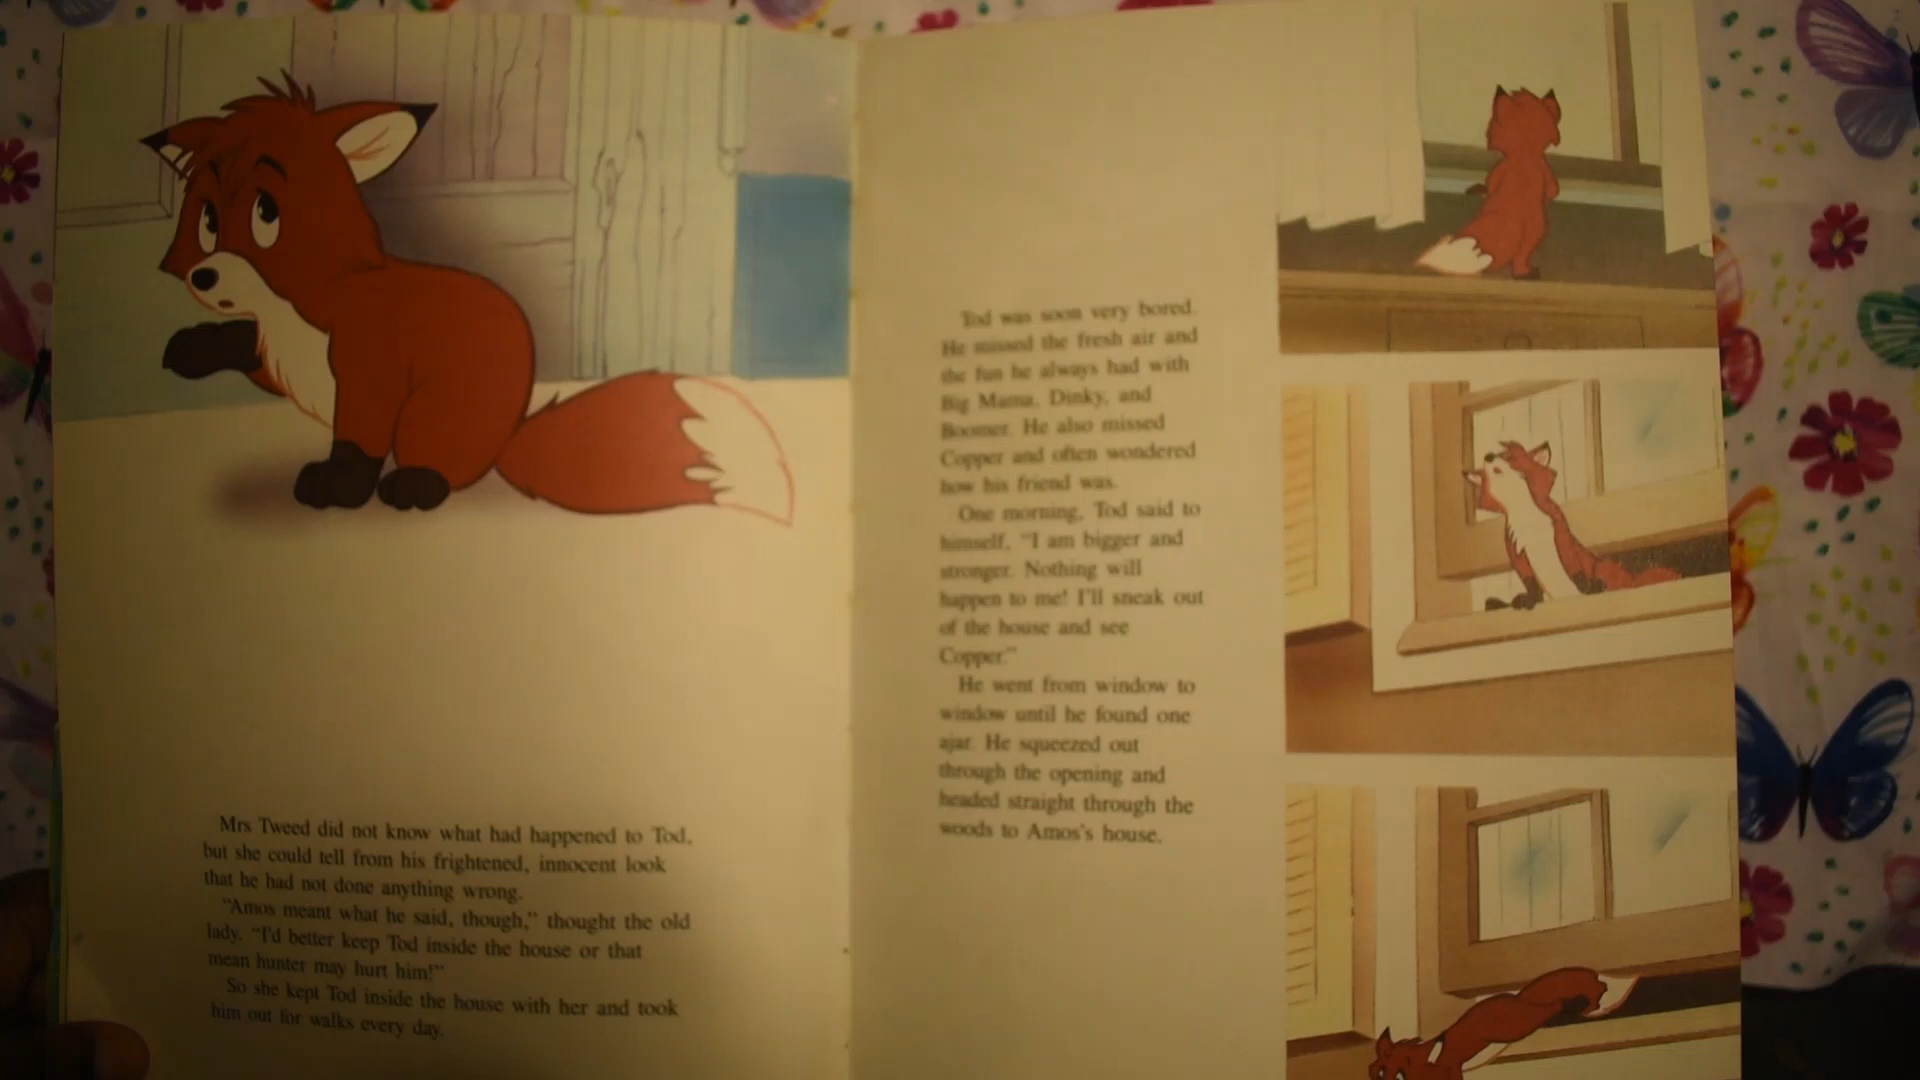 Mrs Tweed did not know what had happened to Tod,
but she could tell from his frightened, innocent look
that he had not done anything wrong.
"Amos meant what he said, though," thought the old
lady. "I'd better keep Tod inside the house or that
mean hunter may hurt him!"
So she kept Tod inside the house with her and took
him out for walks every day.
Tod was soon very bored.
He missed the fresh air and
the fun he always had with
Big Mama, Dinky, and
Boomer. He also missed
Copper and often wondered
how his friend was.
One morning, Tod said to
himself, "I am bigger and
stronger. Nothing will
happen to me! I'll sneak out
of the house and see
Copper."
He went from window to
window until he found one
ajar. He squeezed out
through the opening and
headed straight through the
woods to Amos's house.